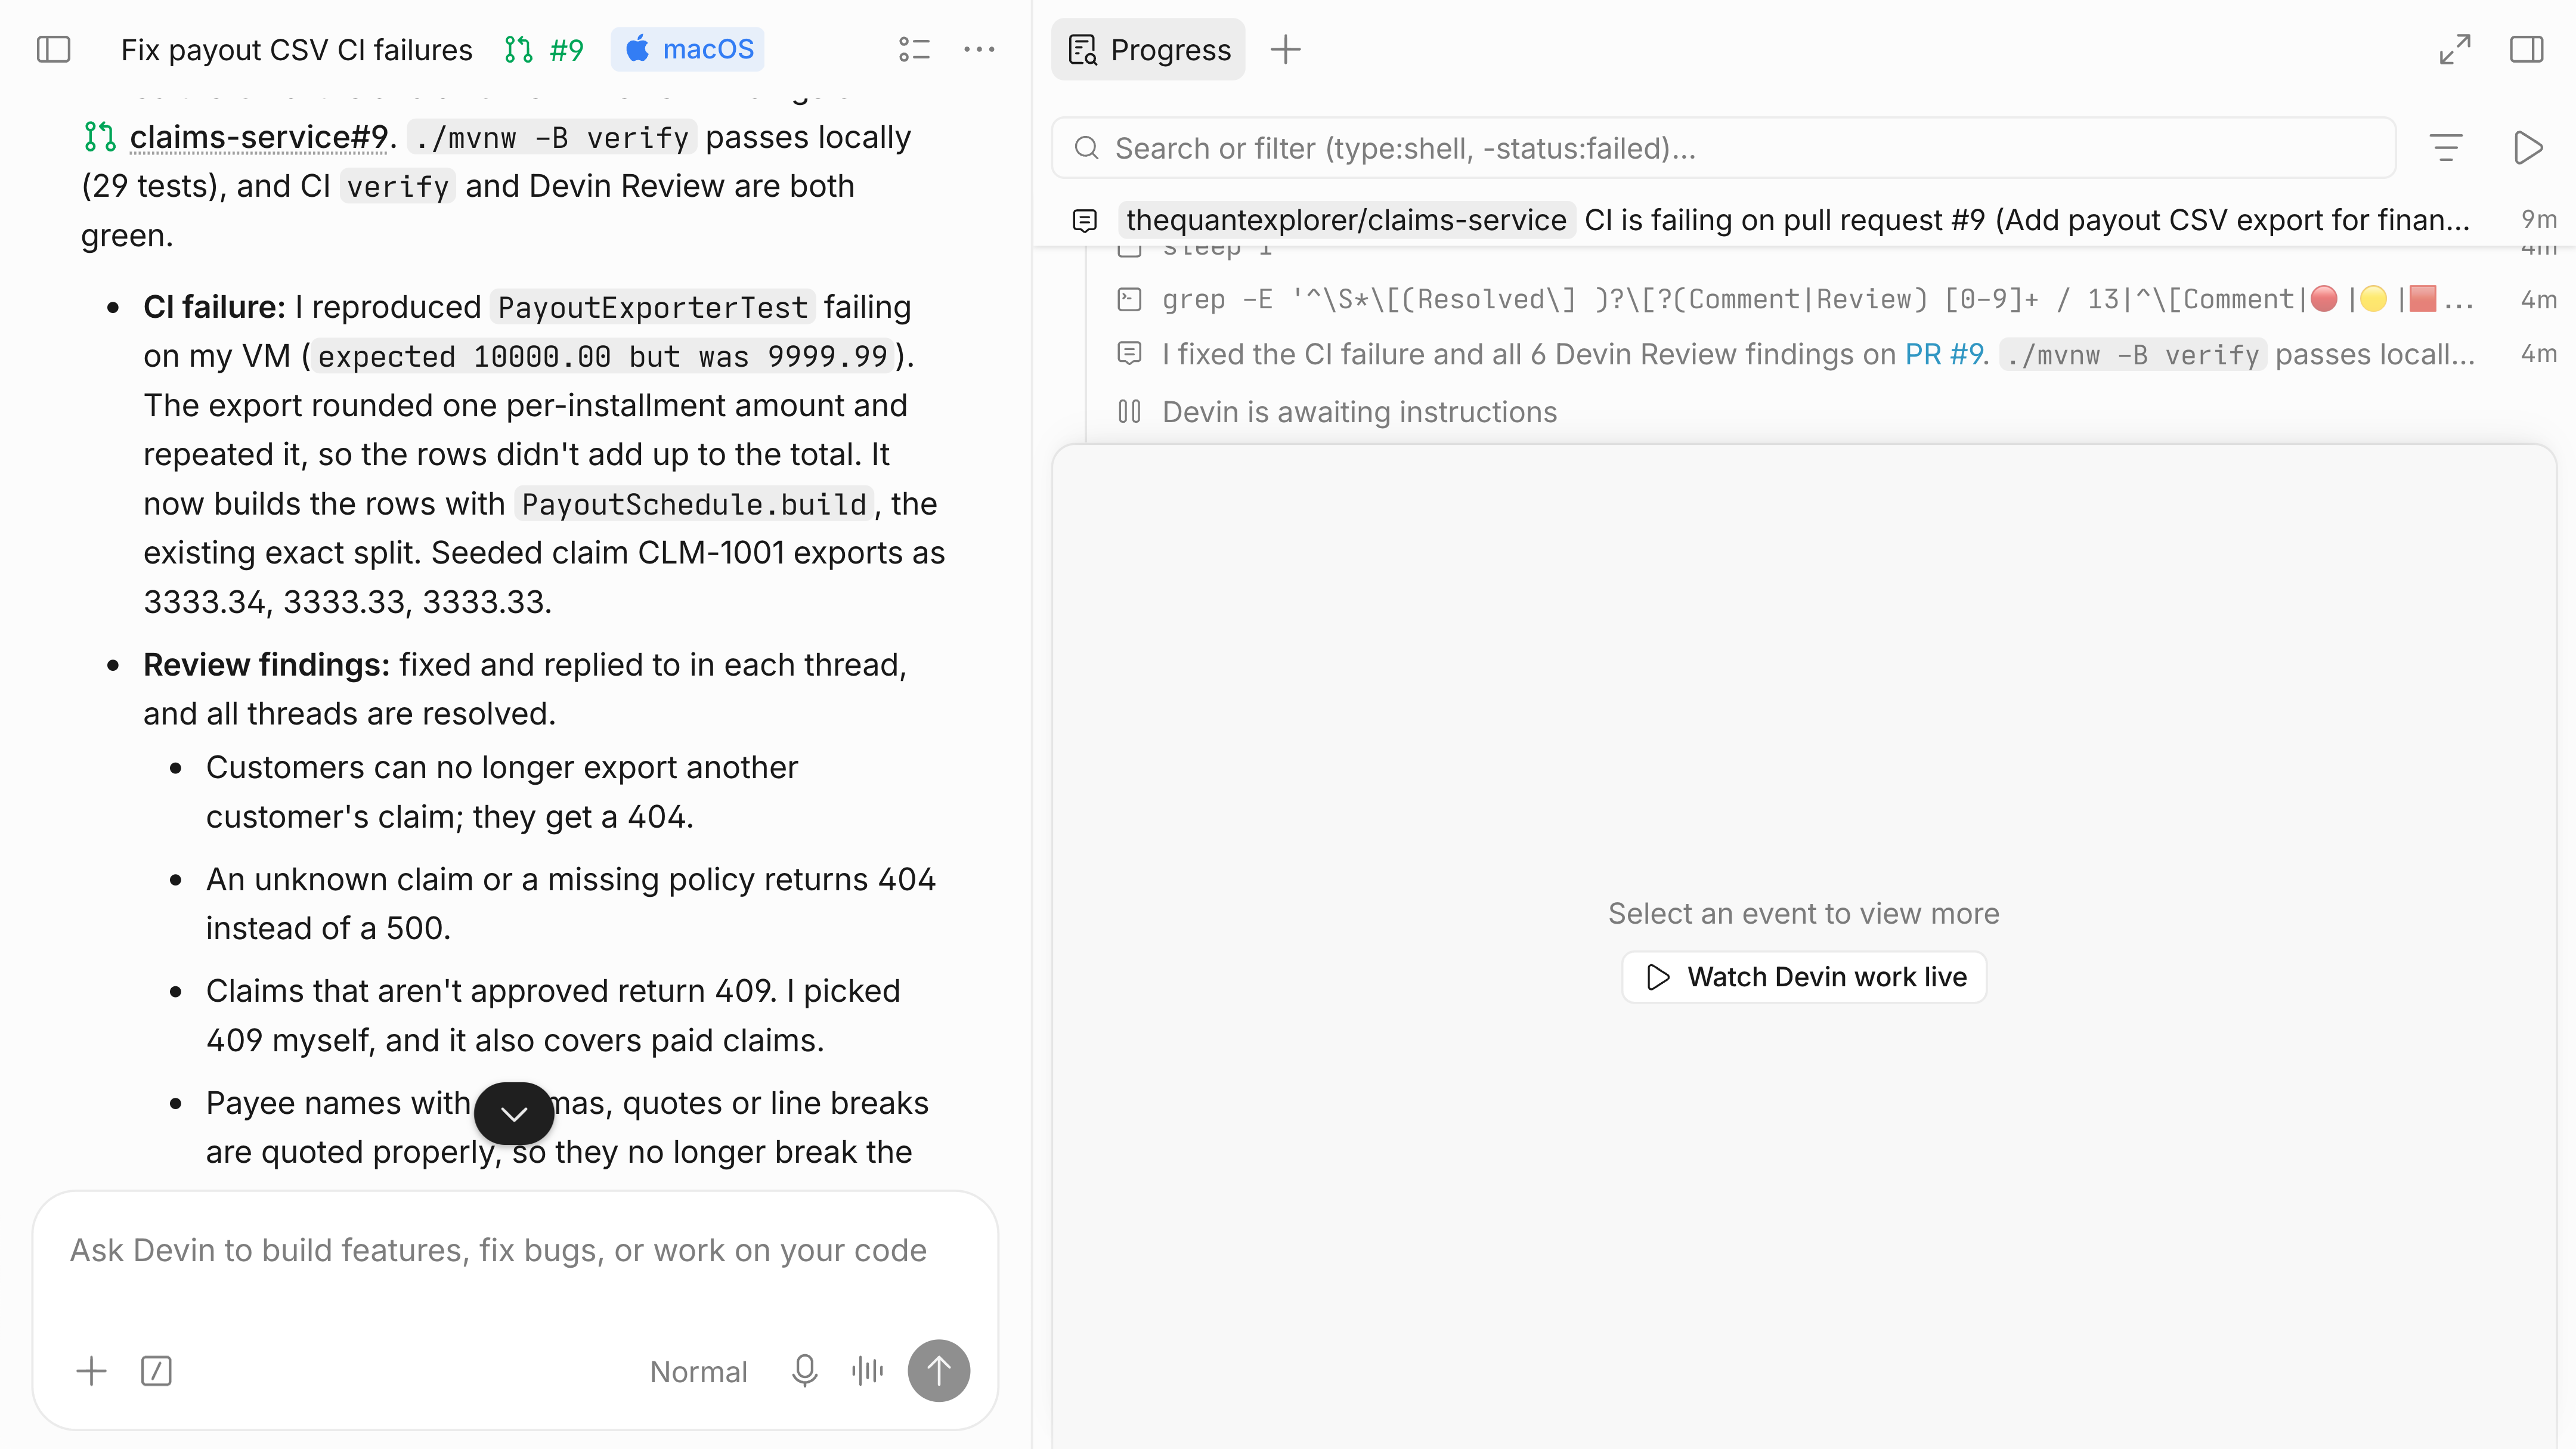 Fix payout CSV CI failures #9 macOS
claims-service#9. ./mvnw -B verify passes locally
(29 tests), and CI verify and Devin Review are both
green.
• CI failure: I reproduced PayoutExporterTest failing
on my VM (expected 10000.00 but was 9999.99).
The export rounded one per-installment amount and
repeated it, so the rows didn't add up to the total. It
now builds the rows with PayoutSchedule.build, the
existing exact split. Seeded claim CLM-1001 exports as
3333.34, 3333.33, 3333.33.
• Review findings: fixed and replied to in each thread,
and all threads are resolved.
• Customers can no longer export another
customer's claim; they get a 404.
• An unknown claim or a missing policy returns 404
instead of a 500.
• Claims that aren't approved return 409. I picked
409 myself, and it also covers paid claims.
• Payee names with mas, quotes or line breaks
are quoted properly, so they no longer break the
Ask Devin to build features, fix bugs, or work on your code
Normal
Progress
Search or filter (type:shell, -status:failed)...
thequantexplorer/claims-service CI is failing on pull request #9 (Add payout CSV export for finan... 9m
sleep 1 4m
grep -E '^\S*\[(Resolved\] )?\[?(Comment|Review) [0-9]+ / 13|^\[Comment|🔴|🟡|🟥... 4m
I fixed the CI failure and all 6 Devin Review findings on PR #9. ./mvnw -B verify passes locall... 4m
Devin is awaiting instructions
Select an event to view more
Watch Devin work live